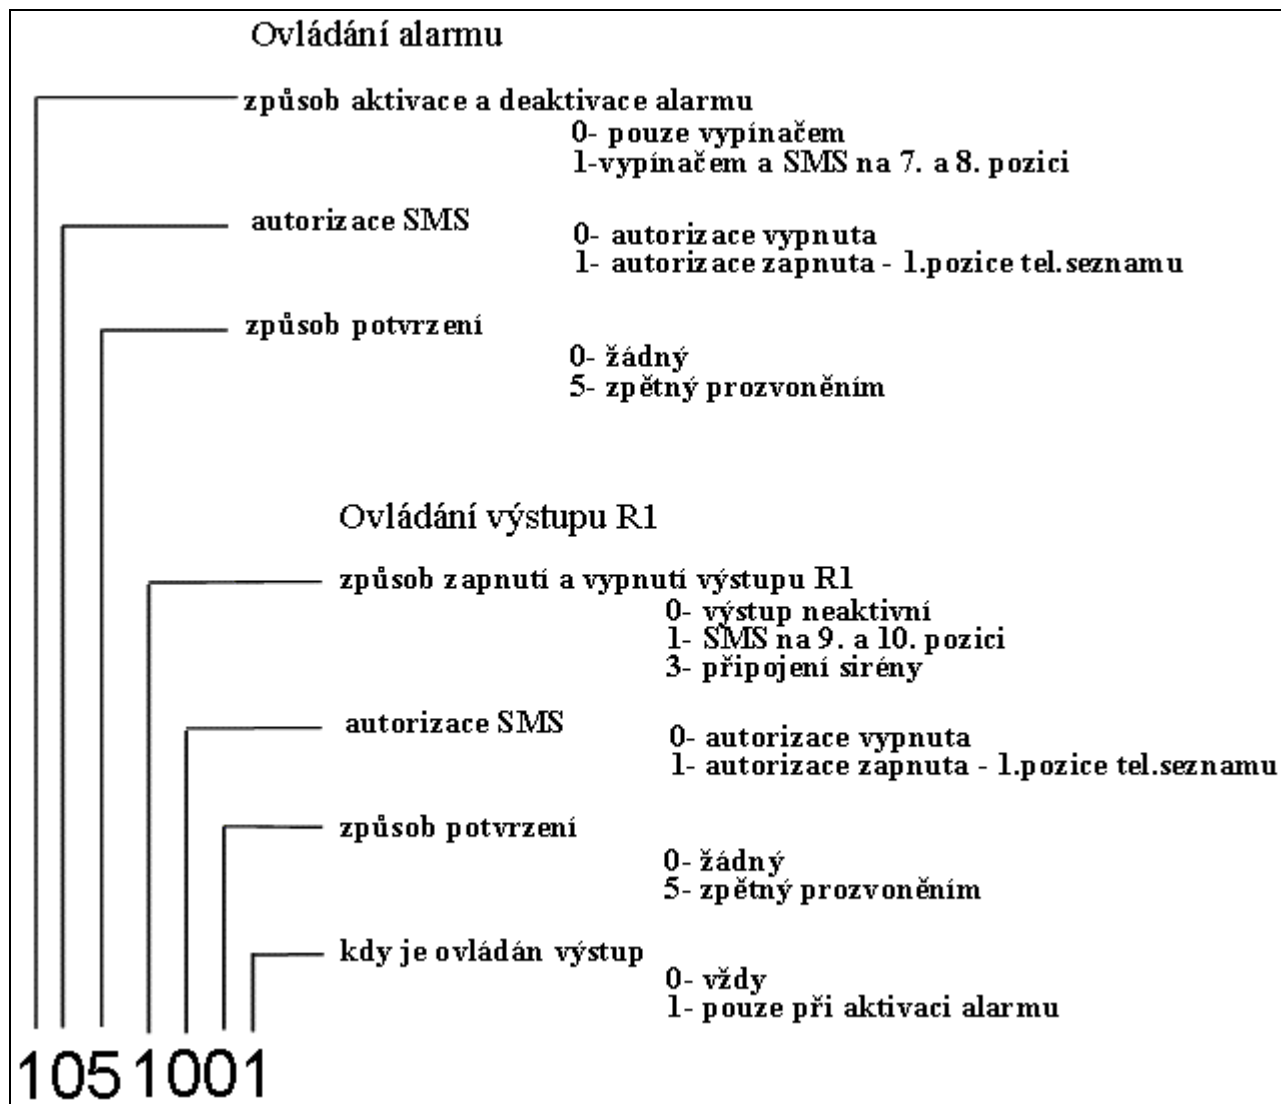 Ovládání alarmu
způsob aktivace a deaktivace alarmu
0- pouze vypínačem
1-vypínačem a SMS na 7. a 8. pozici
autorizace SMS
0- autorizace vypnuta
1- autorizace zapnuta - 1.pozice tel.seznamu
způsob potvrzení
0- žádný
5- zpětný prozvoněním
Ovládání výstupu R1
způsob zapnutí a vypnutí výstupu R1
0- výstup neaktivní
1- SMS na 9. a 10. pozici
3- připojení sirény
autorizace SMS
0- autorizace vypnuta
1- autorizace zapnuta - 1.pozice tel.seznamu
způsob potvrzení
0- žádný
5- zpětný prozvoněním
kdy je ovládán výstup
0- vždy
1- pouze při aktivaci alarmu
105 1001